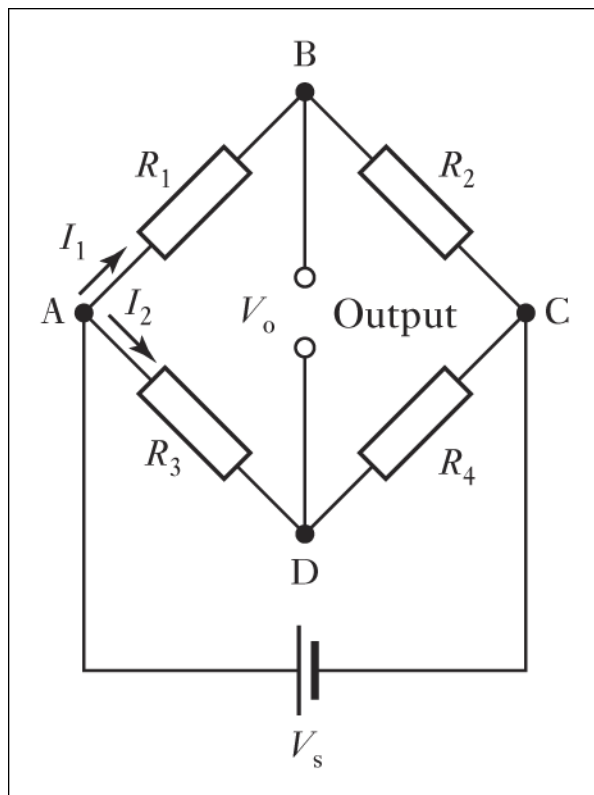 B
R₁ R₂
I₁
A I₂ Vₒ Output C
R₃ R₄
D
Vₛ